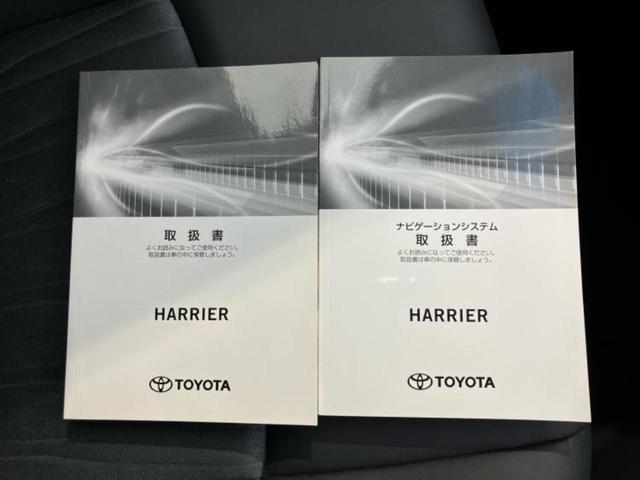 取扱書
よくお読みになってご使用ください。
取扱書は車の中に保管しましょう。
HARRIER
TOYOTA
ナビゲーションシステム
取扱書
よくお読みになってご使用ください。
取扱書は車の中に保管しましょう。
HARRIER
TOYOTA